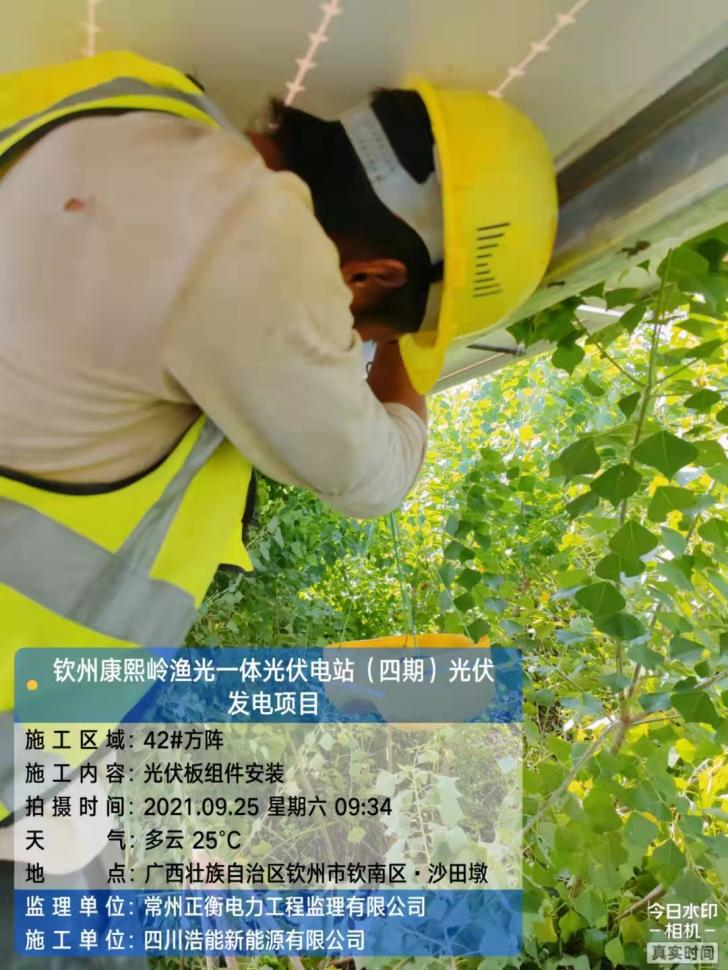 钦州康熙岭渔光一体光伏电站（四期）光伏
发电项目
施工区域：42#方阵
施工内容：光伏板组件安装
拍摄时间：2021.09.25 星期六 09:34
天气：多云 25℃
地点：广西壮族自治区钦州市钦南区·沙田墩
监理单位：常州正衡电力工程监理有限公司
施工单位：四川浩能新能源有限公司
今日水印
-相机-
真实时间